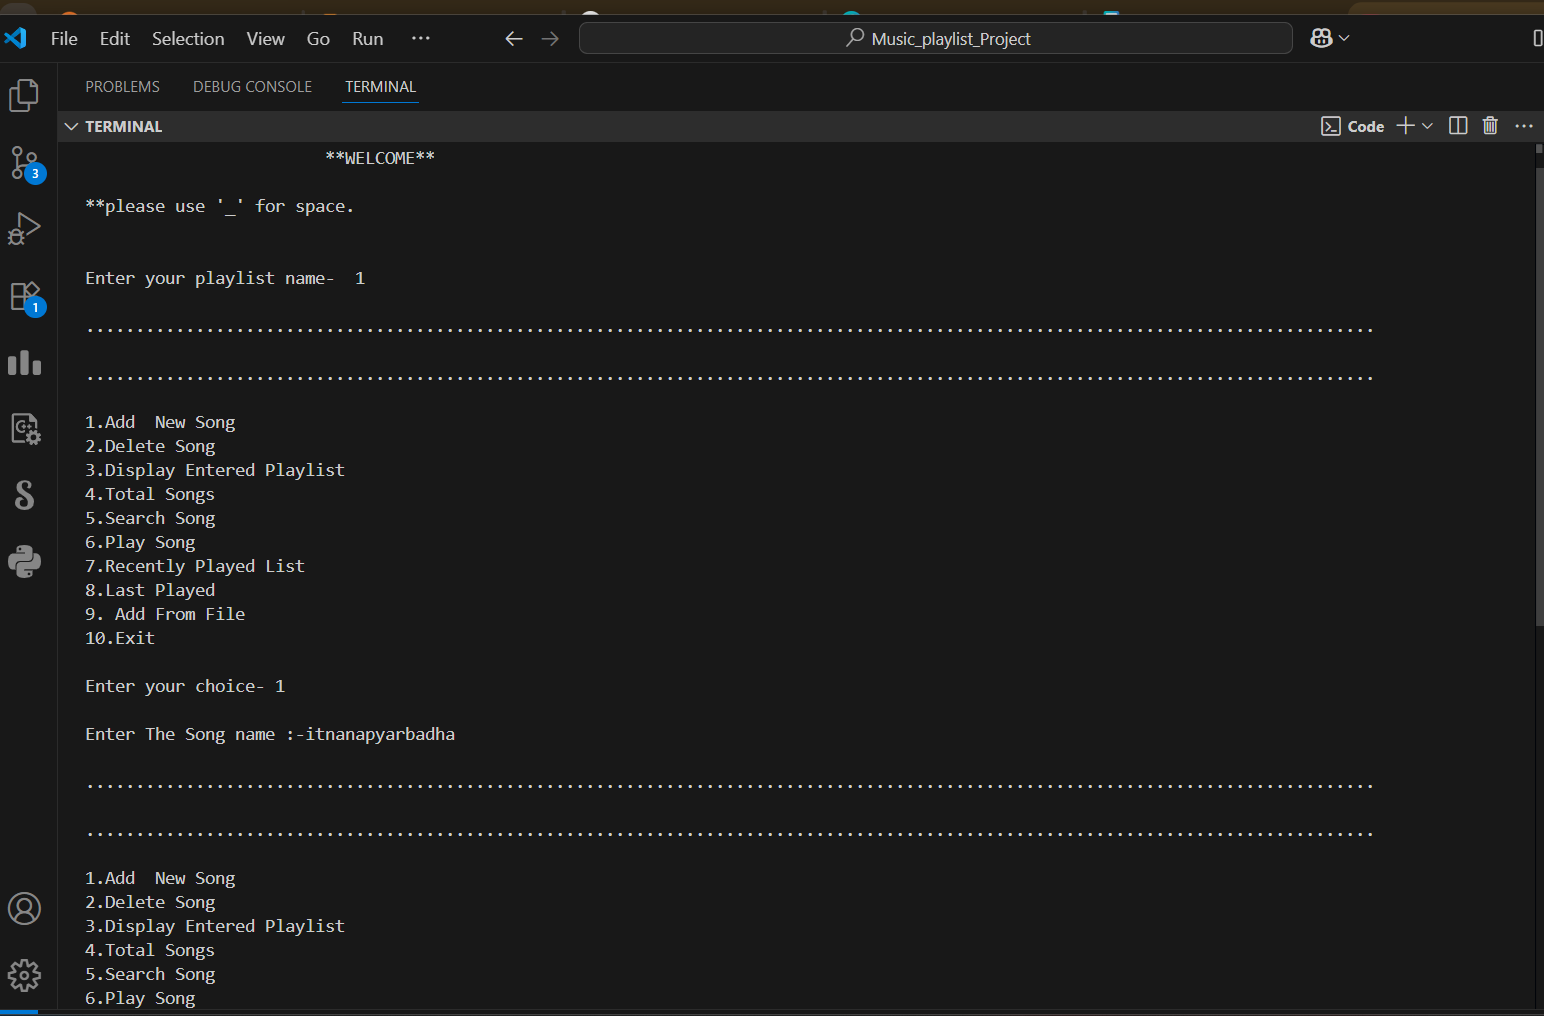 File Edit Selection View Go Run ··· Music_playlist_Project
PROBLEMS DEBUG CONSOLE TERMINAL
TERMINAL Code
**WELCOME**
3
**please use '_' for space.
Enter your playlist name-  1
1
................................................................................................................................. 
.................................................................................................................................
1.Add  New Song
2.Delete Song
3.Display Entered Playlist
4.Total Songs
5.Search Song
6.Play Song
7.Recently Played List
8.Last Played
9. Add From File
10.Exit
Enter your choice- 1
Enter The Song name :-itnanapyarbadha
.................................................................................................................................
.................................................................................................................................
1.Add  New Song
2.Delete Song
3.Display Entered Playlist
4.Total Songs
5.Search Song
6.Play Song